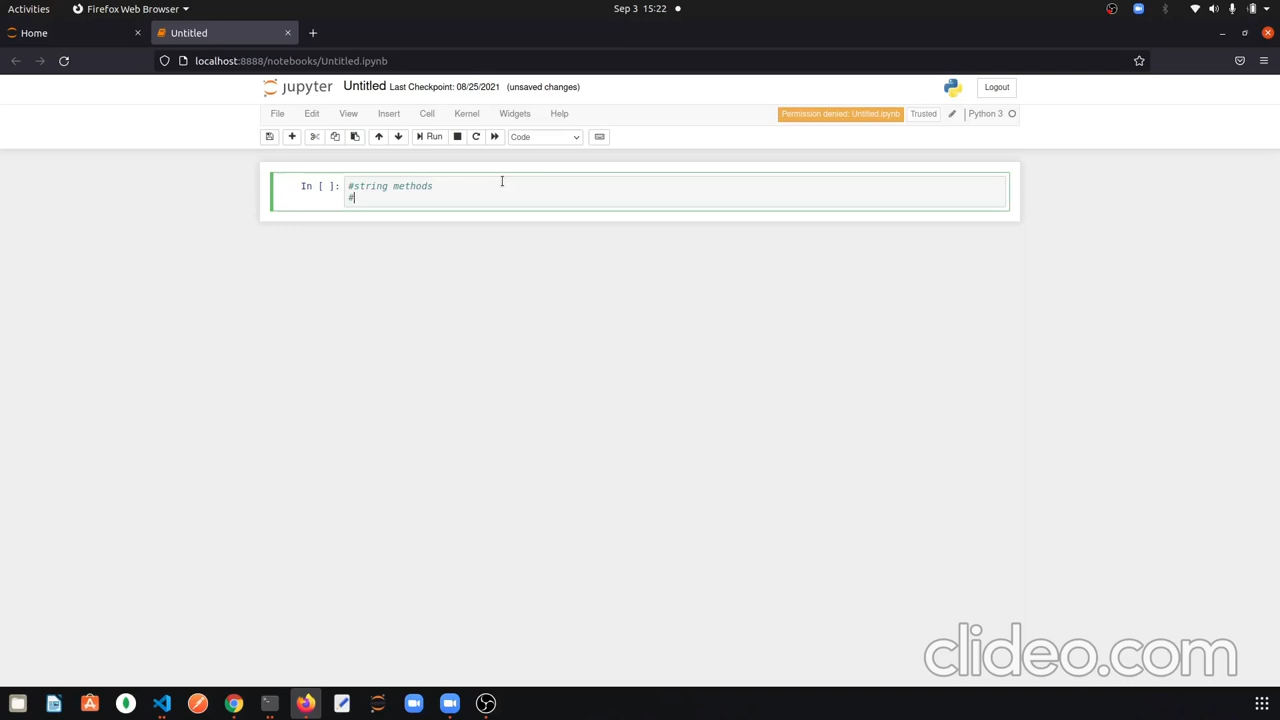 Activities Firefox Web Browser Sep 3 15:22
Home Untitled
localhost:8888/notebooks/Untitled.ipynb
jupyter Untitled Last Checkpoint: 08/25/2021 (unsaved changes) Logout
File Edit View Insert Cell Kernel Widgets Help Permission denied: Untitled.ipynb Trusted Python 3
Run Code
In [ ]: #string methods
#
clideo.com